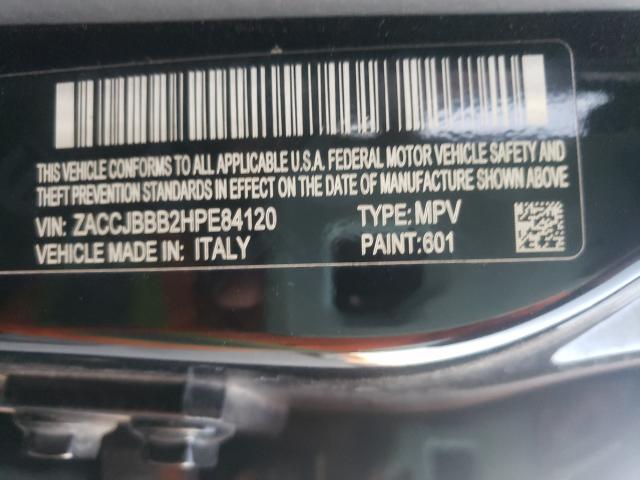 THIS VEHICLE CONFORMS TO ALL APPLICABLE U.S.A. FEDERAL MOTOR VEHICLE SAFETY AND
THEFT PREVENTION STANDARDS IN EFFECT ON THE DATE OF MANUFACTURE SHOWN ABOVE
VIN: ZACCJBBB2HPE84120 TYPE: MPV
VEHICLE MADE IN: ITALY PAINT:601